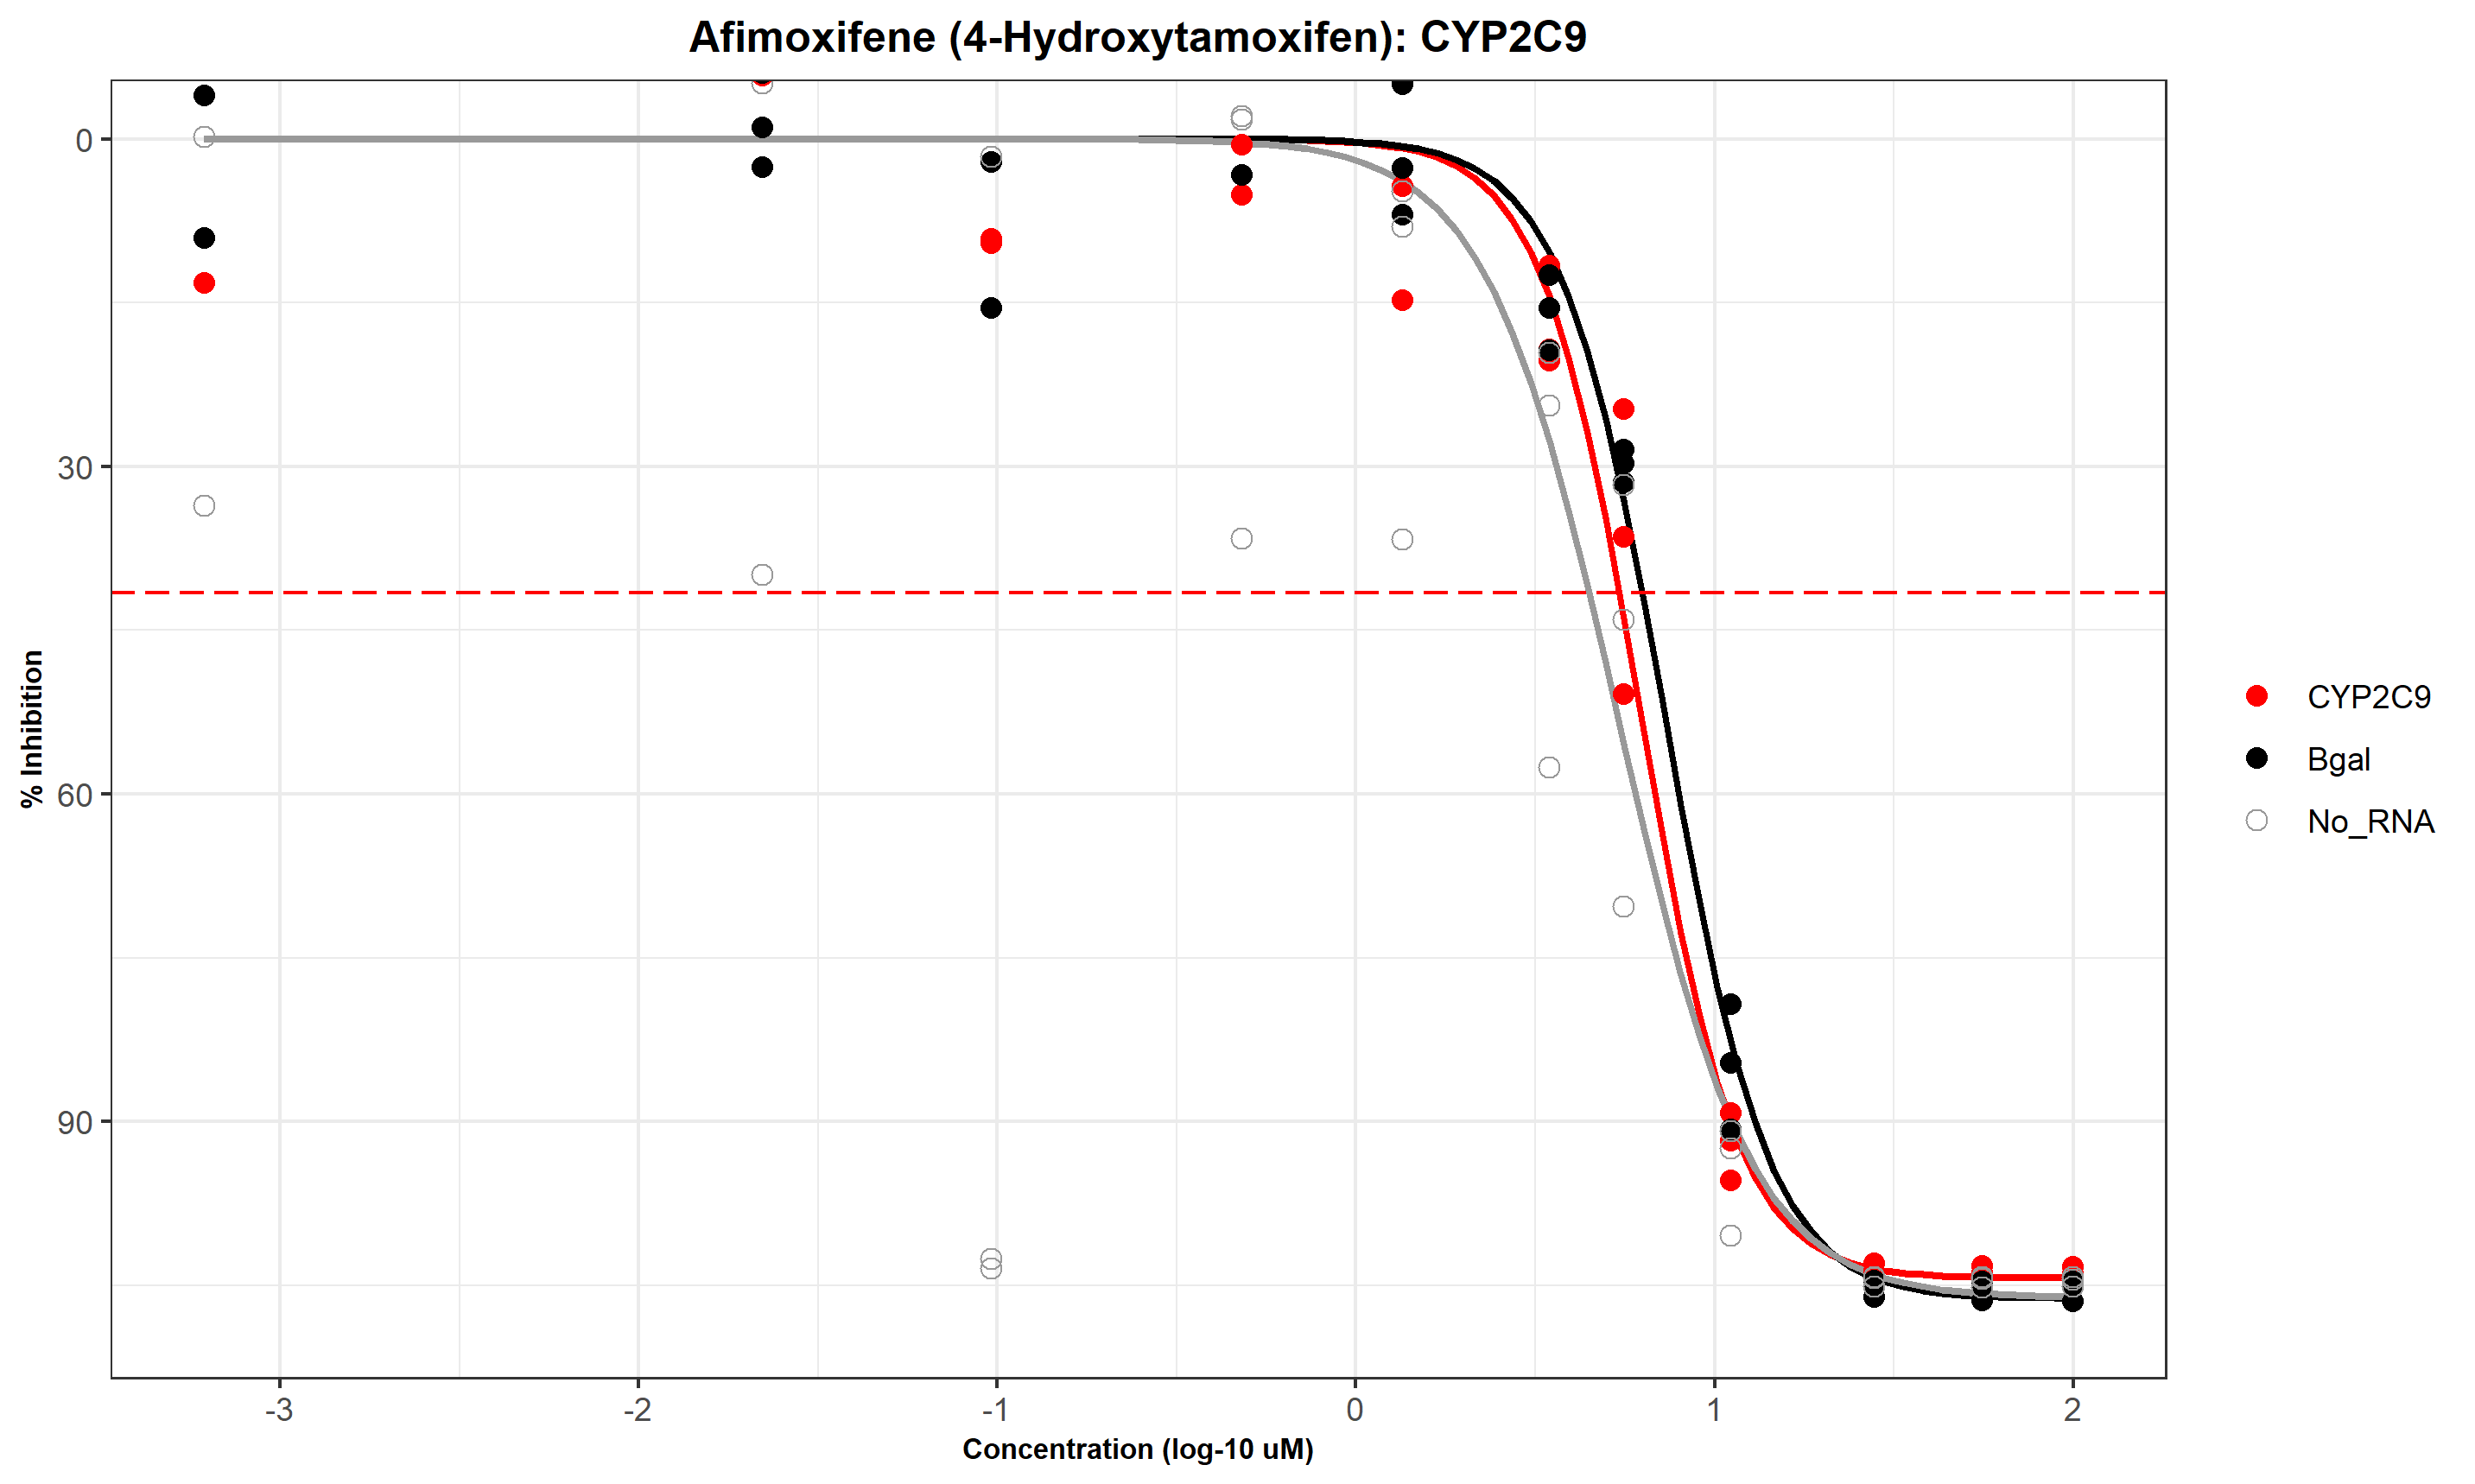 Afimoxifene (4-Hydroxytamoxifen): CYP2C9
% Inhibition
0
30
60
90
-3
-2
-1
0
1
2
Concentration (log-10 uM)
CYP2C9
Bgal
No_RNA